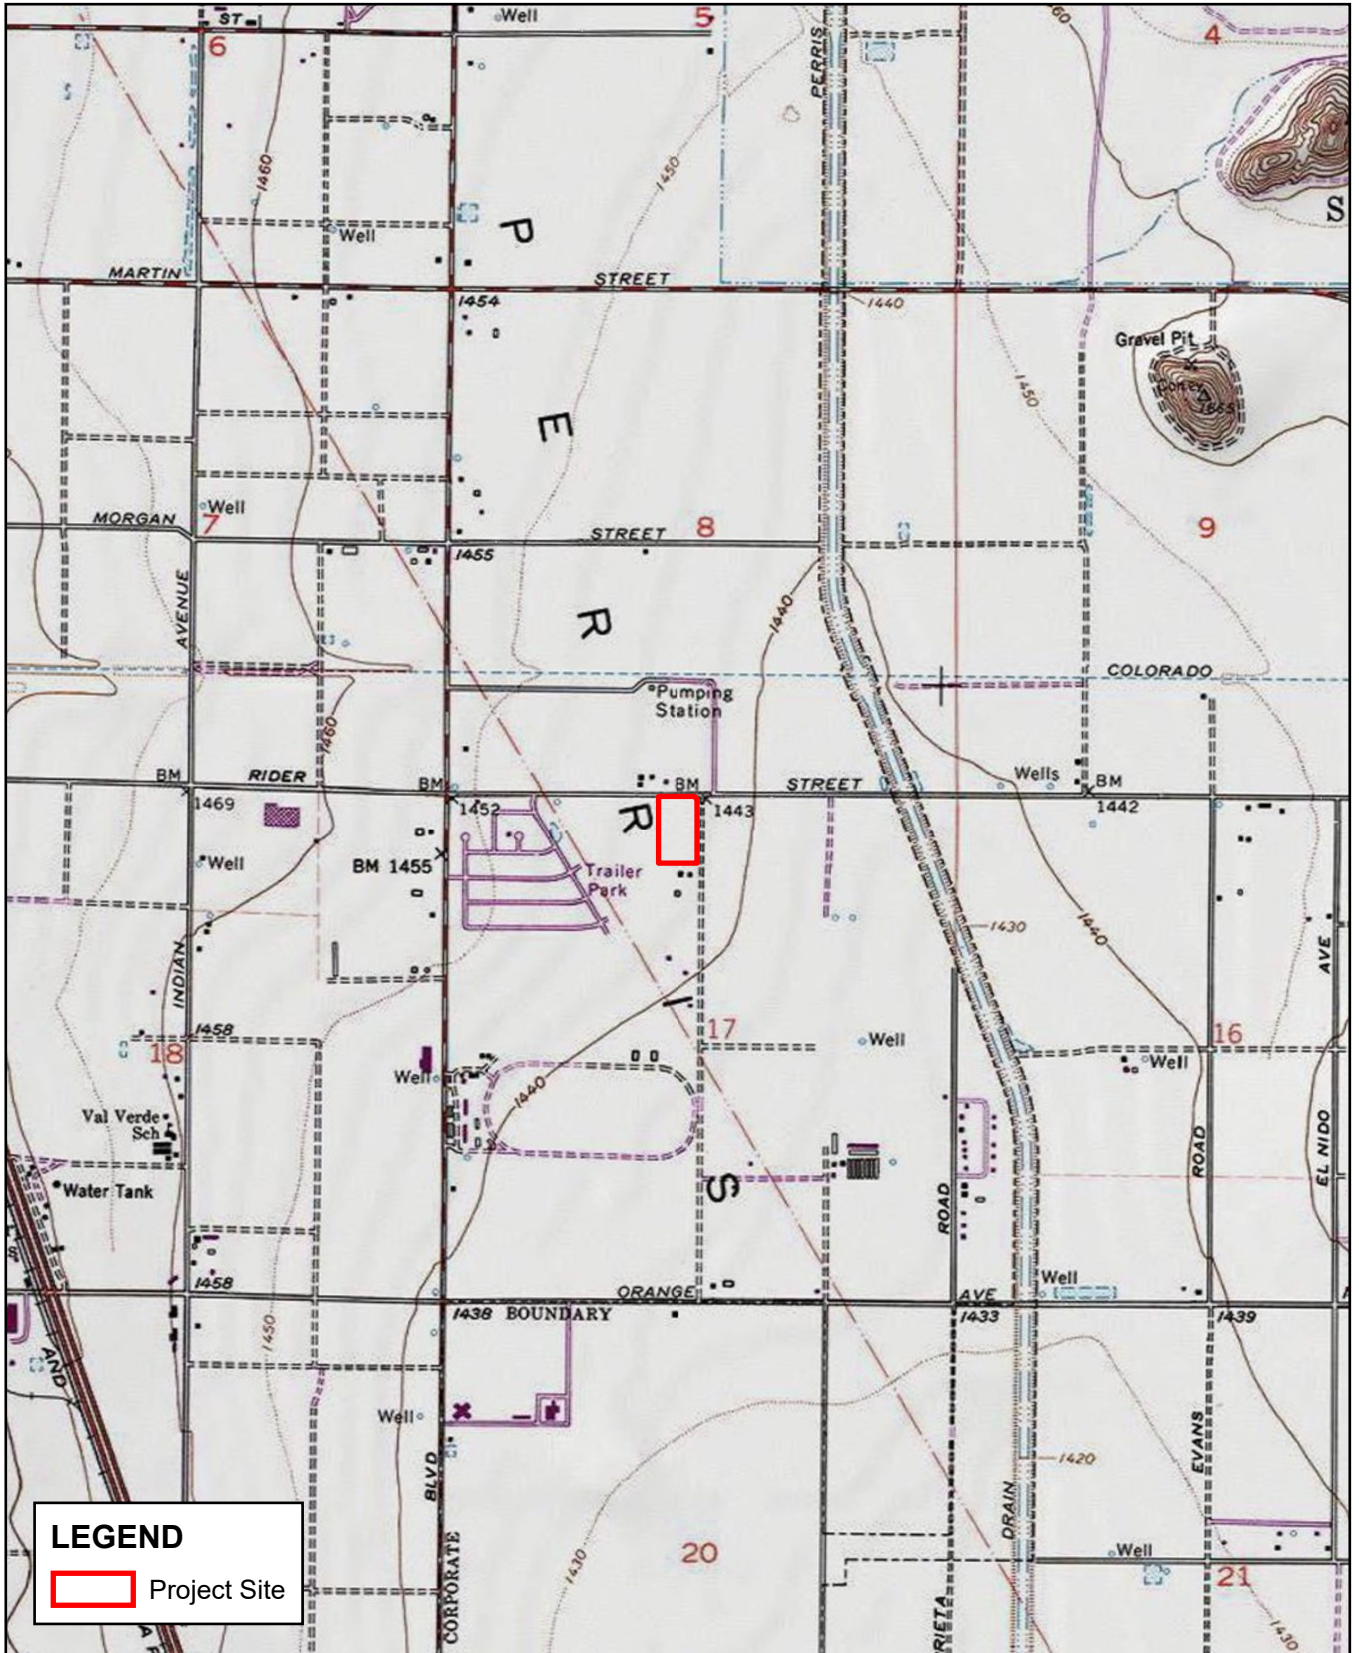 ST
Well
5
PERRIS
60
4
6
1460
1450
Well
P
S
MARTIN
STREET
1454
1440
Gravel Pit
1450
E
Well
MORGAN
7
STREET
8
9
1455
AVENUE
R
1440
COLORADO
Pumping
Station
1460
BM
RIDER
BM
BM
STREET
Wells
BM
1469
1452
R
1443
1442
Well
BM 1455
Trailer
Park
1430
1440
AVE
INDIAN
I
1458
18
17
Well
16
Well
Well
1440
Val Verde
Sch
Water Tank
S
ROAD
ROAD
EL NIDO
1458
ORANGE
AVE
Well
1438 BOUNDARY
1433
1439
1450
AND
Well
BLVD
EVANS
1420
DRAIN
CORPORATE
1430
20
Well
21
1430
RIETA
LEGEND
Project Site